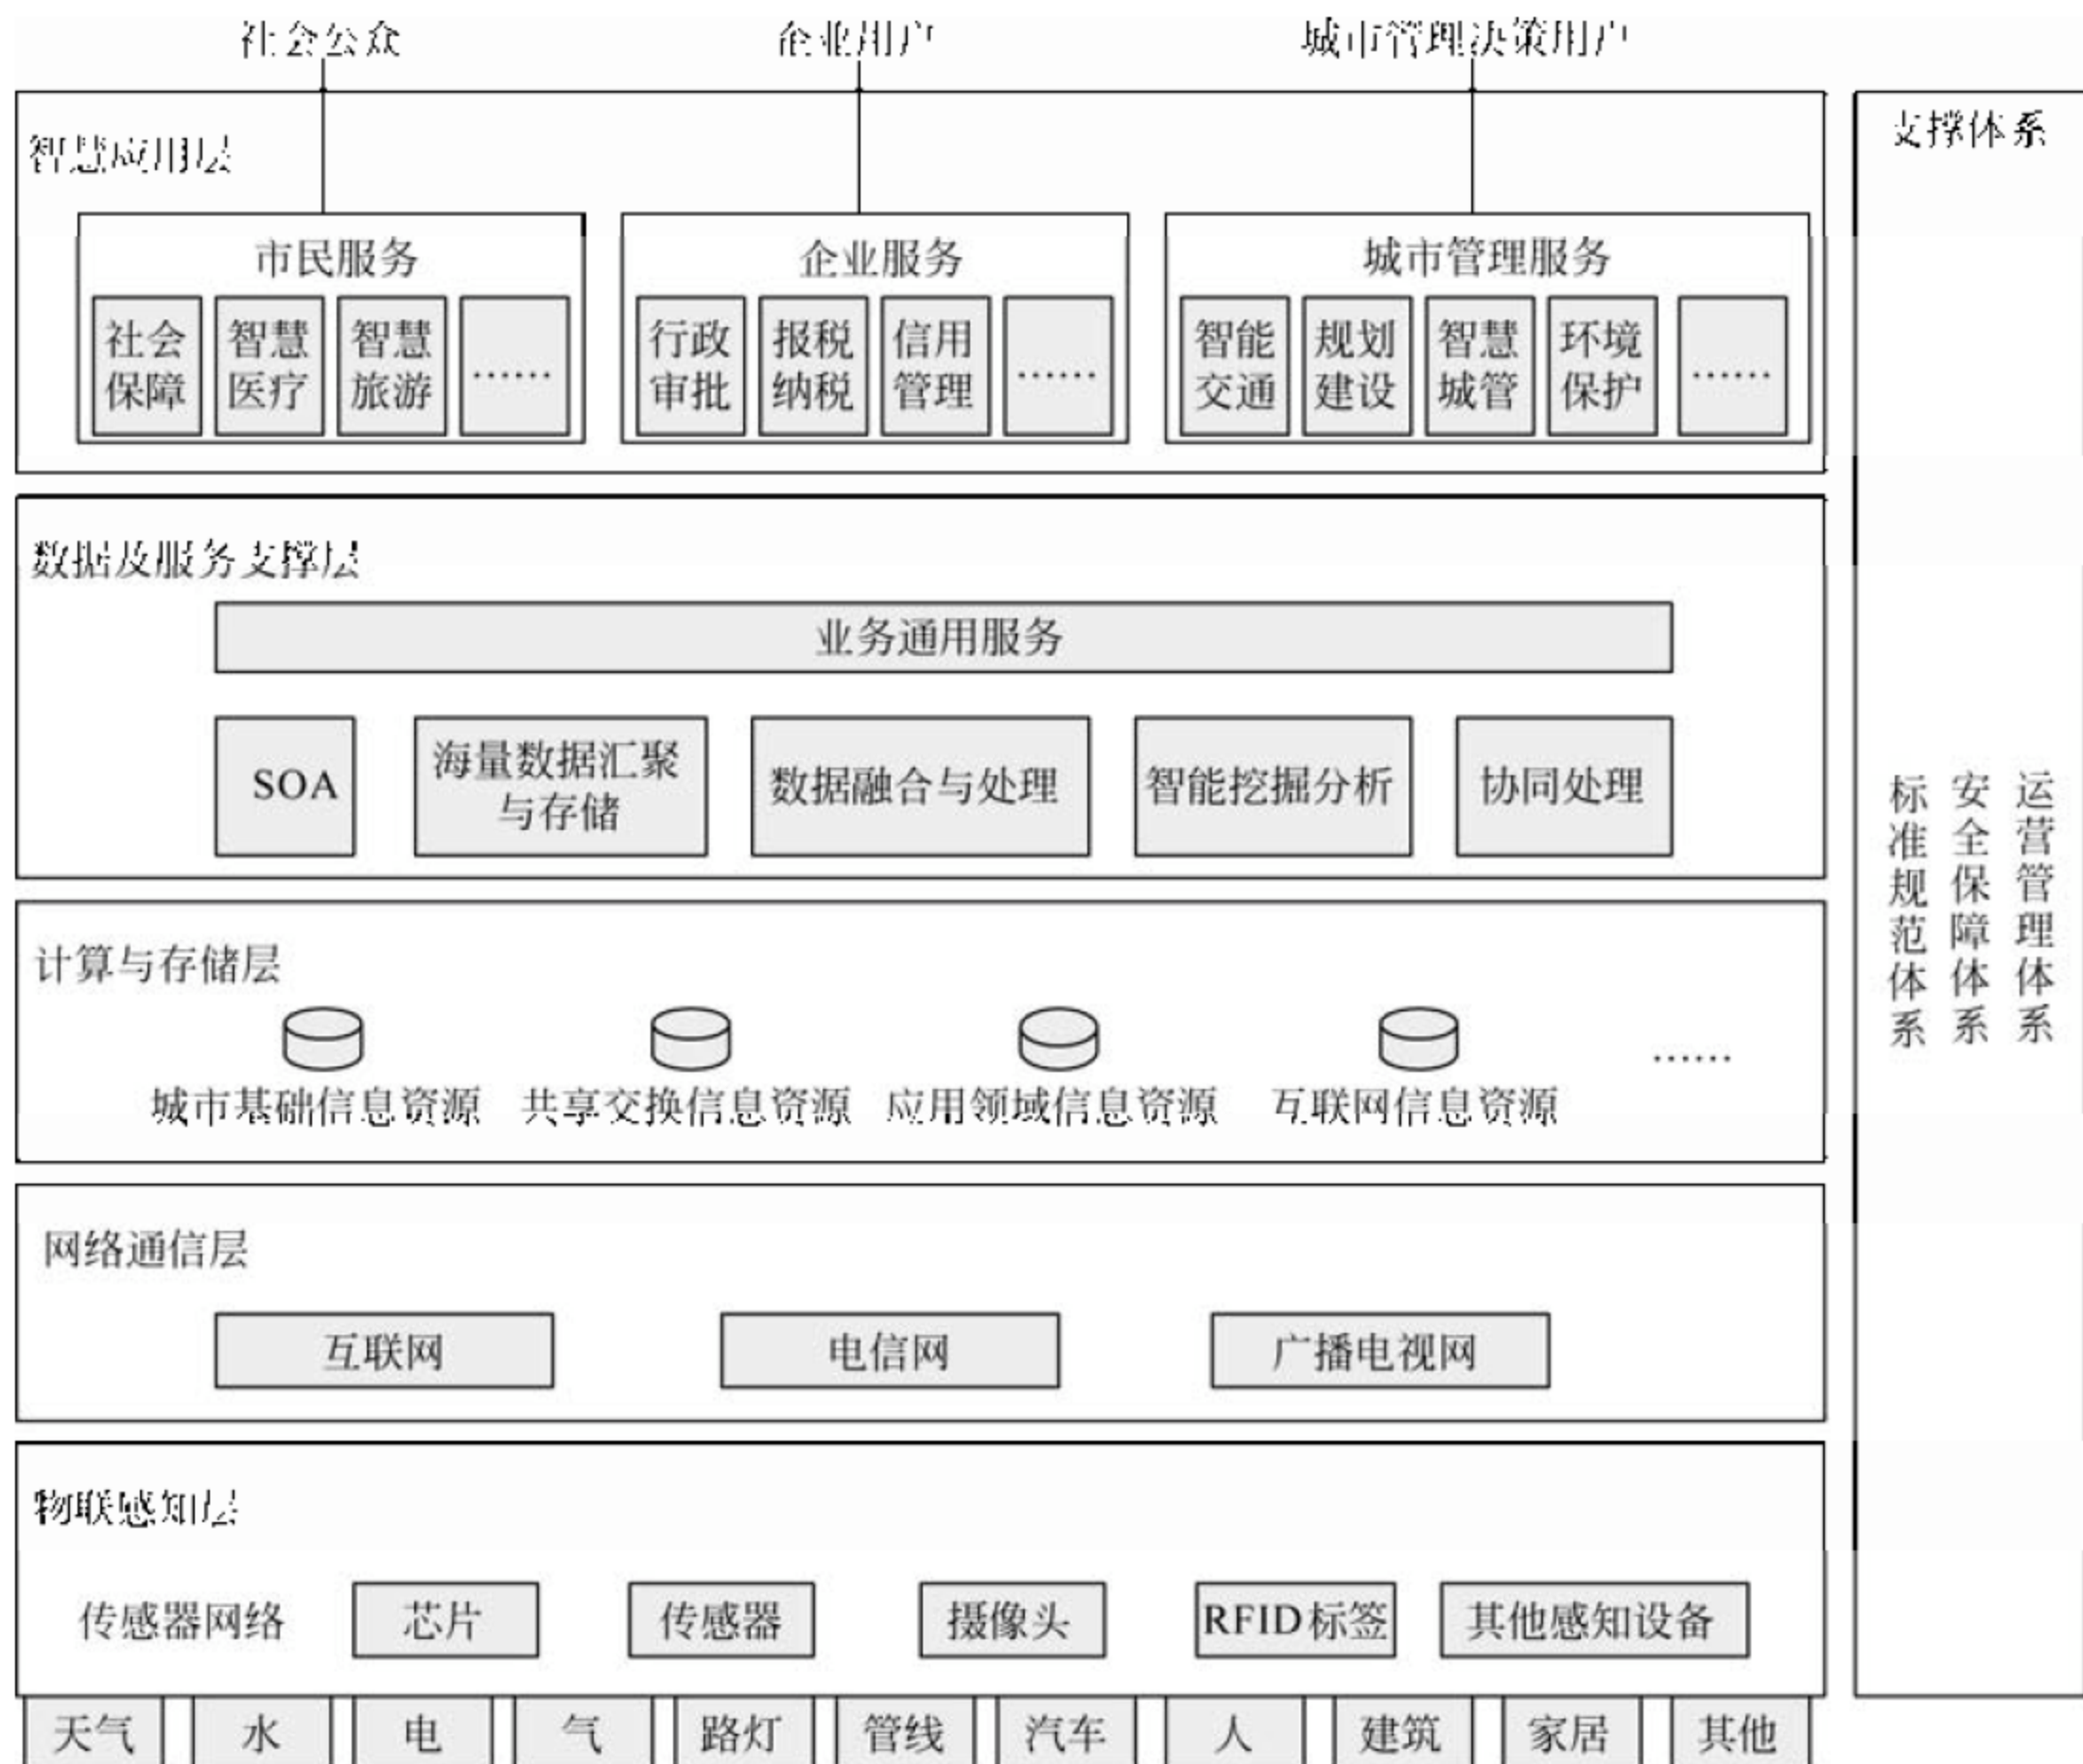 社会公众 企业用户 城市管理决策用户
智慧应用层
支撑体系
市民服务
社会
保障
智慧
医疗
智慧
旅游
……
企业服务
行政
审批
报税
纳税
信用
管理
……
城市管理服务
智能
交通
规划
建设
智慧
城管
环境
保护
……
数据及服务支撑层
业务通用服务
SOA
海量数据汇聚
与存储
数据融合与处理
智能挖掘分析
协同处理
计算与存储层
城市基础信息资源
共享交换信息资源
应用领域信息资源
互联网信息资源
……
网络通信层
互联网
电信网
广播电视网
物联感知层
传感器网络
芯片
传感器
摄像头
RFID标签
其他感知设备
天气
水
电
气
路灯
管线
汽车
人
建筑
家居
其他
标准规范体系
安全保障体系
运营管理体系